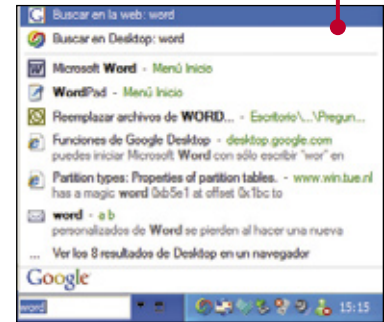 Buscar en la web: word
Buscar en Desktop: word
Microsoft Word - Menú Inicio
WordPad - Menú Inicio
Reemplazar archivos de WORD... - Escritorio\...\Pregun...
Funciones de Google Desktop - desktop.google.com
puedes iniciar Microsoft Word con sólo escribir "wor" en
Partition types: Properties of partition tables. - www.win.tue.nl
has a magic word 0xb5e1 at offset 0x1bc to
word - a b
personalizados de Word se pierden al hacer una nueva
... Ver los 8 resultados de Desktop en un navegador
Google
word 15:15